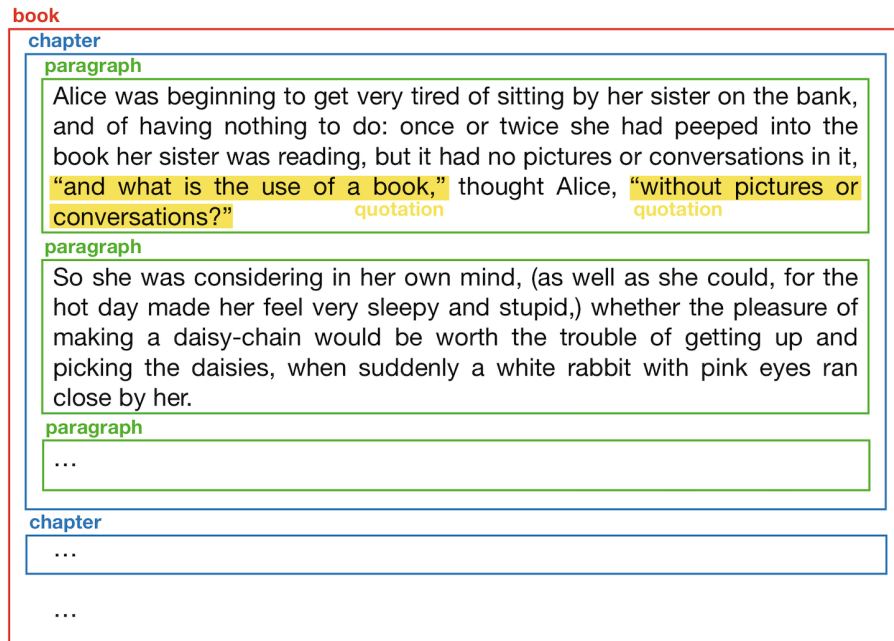 book
chapter
paragraph
Alice was beginning to get very tired of sitting by her sister on the bank,
and of having nothing to do: once or twice she had peeped into the
book her sister was reading, but it had no pictures or conversations in it,
“and what is the use of a book,” thought Alice, “without pictures or
quotation quotation
conversations?”
paragraph
So she was considering in her own mind, (as well as she could, for the
hot day made her feel very sleepy and stupid,) whether the pleasure of
making a daisy-chain would be worth the trouble of getting up and
picking the daisies, when suddenly a white rabbit with pink eyes ran
close by her.
paragraph
…
chapter
…
…